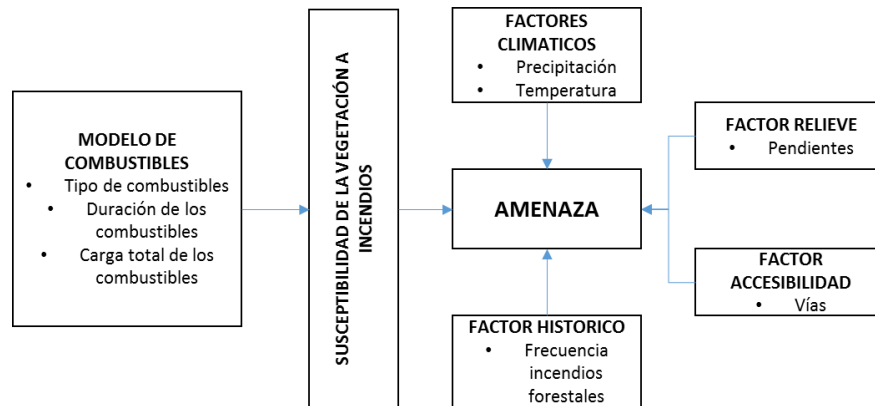 MODELO DE
COMBUSTIBLES
• Tipo de combustibles
• Duración de los
combustibles
• Carga total de los
combustibles
SUSCEPTIBILIDAD DE LA VEGETACIÓN A
INCENDIOS
FACTORES
CLIMATICOS
• Precipitación
• Temperatura
AMENAZA
FACTOR HISTORICO
• Frecuencia
incendios
forestales
FACTOR RELIEVE
• Pendientes
FACTOR
ACCESIBILIDAD
• Vías